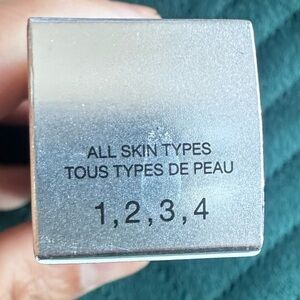 ALL SKIN TYPES
TOUS TYPES DE PEAU
1,2,3,4